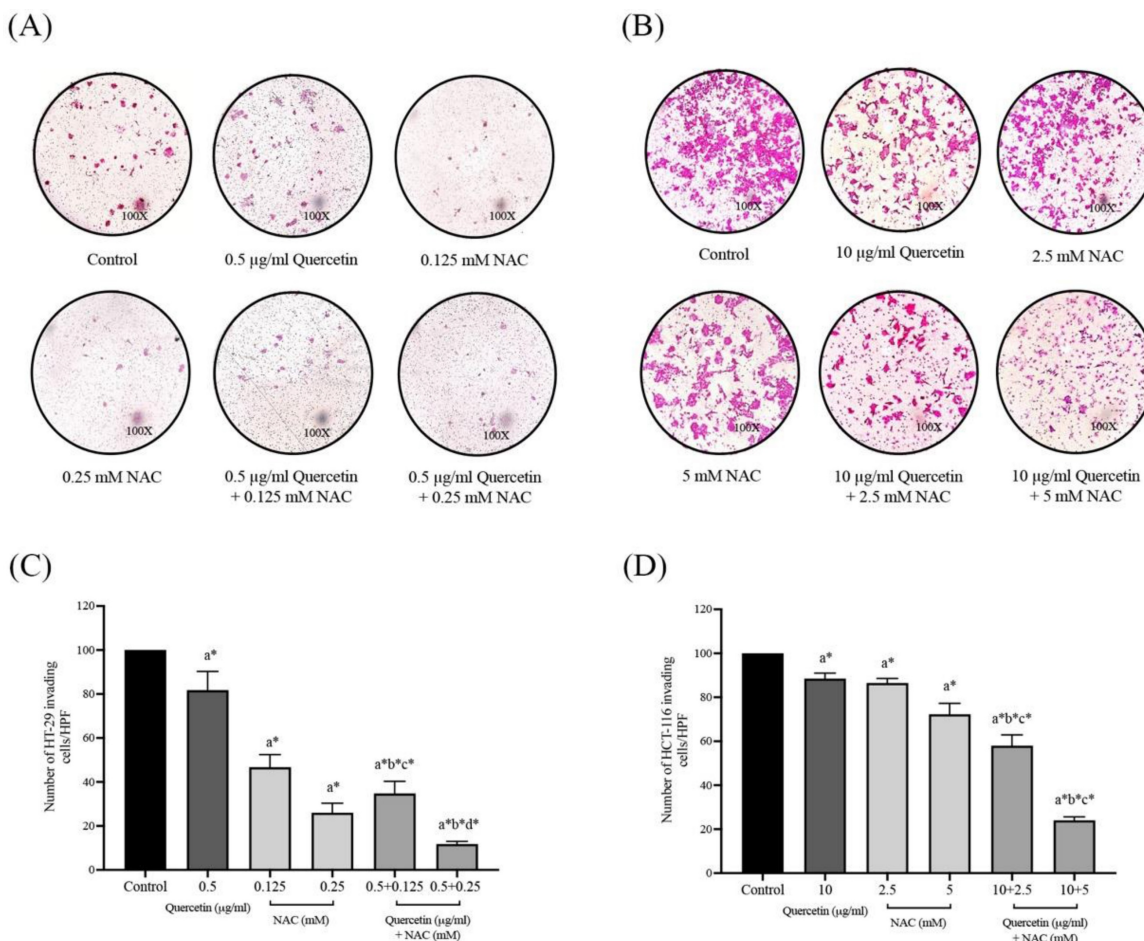 (A)
(B)
100X
100X
100X
Control
0.5 μg/ml Quercetin
0.125 mM NAC
100X
100X
100X
Control
10 μg/ml Quercetin
2.5 mM NAC
100X
100X
100X
0.25 mM NAC
0.5 μg/ml Quercetin
+ 0.125 mM NAC
0.5 μg/ml Quercetin
+ 0.25 mM NAC
100X
100X
100X
5 mM NAC
10 μg/ml Quercetin
+ 2.5 mM NAC
10 μg/ml Quercetin
+ 5 mM NAC
(C)
Number of HT-29 invading
cells/HPF
120
100
80
60
40
20
0
a*
a*
a*
a*b*c*
a*b*d*
Control
0.5
0.125
0.25
0.5+0.125
0.5+0.25
Quercetin (μg/ml)
NAC (mM)
Quercetin (μg/ml)
+ NAC (mM)
(D)
Number of HCT-116 invading
cells/HPF
120
100
80
60
40
20
0
a*
a*
a*
a*b*c*
a*b*c*
Control
10
2.5
5
10+2.5
10+5
Quercetin (μg/ml)
NAC (mM)
Quercetin (μg/ml)
+ NAC (mM)